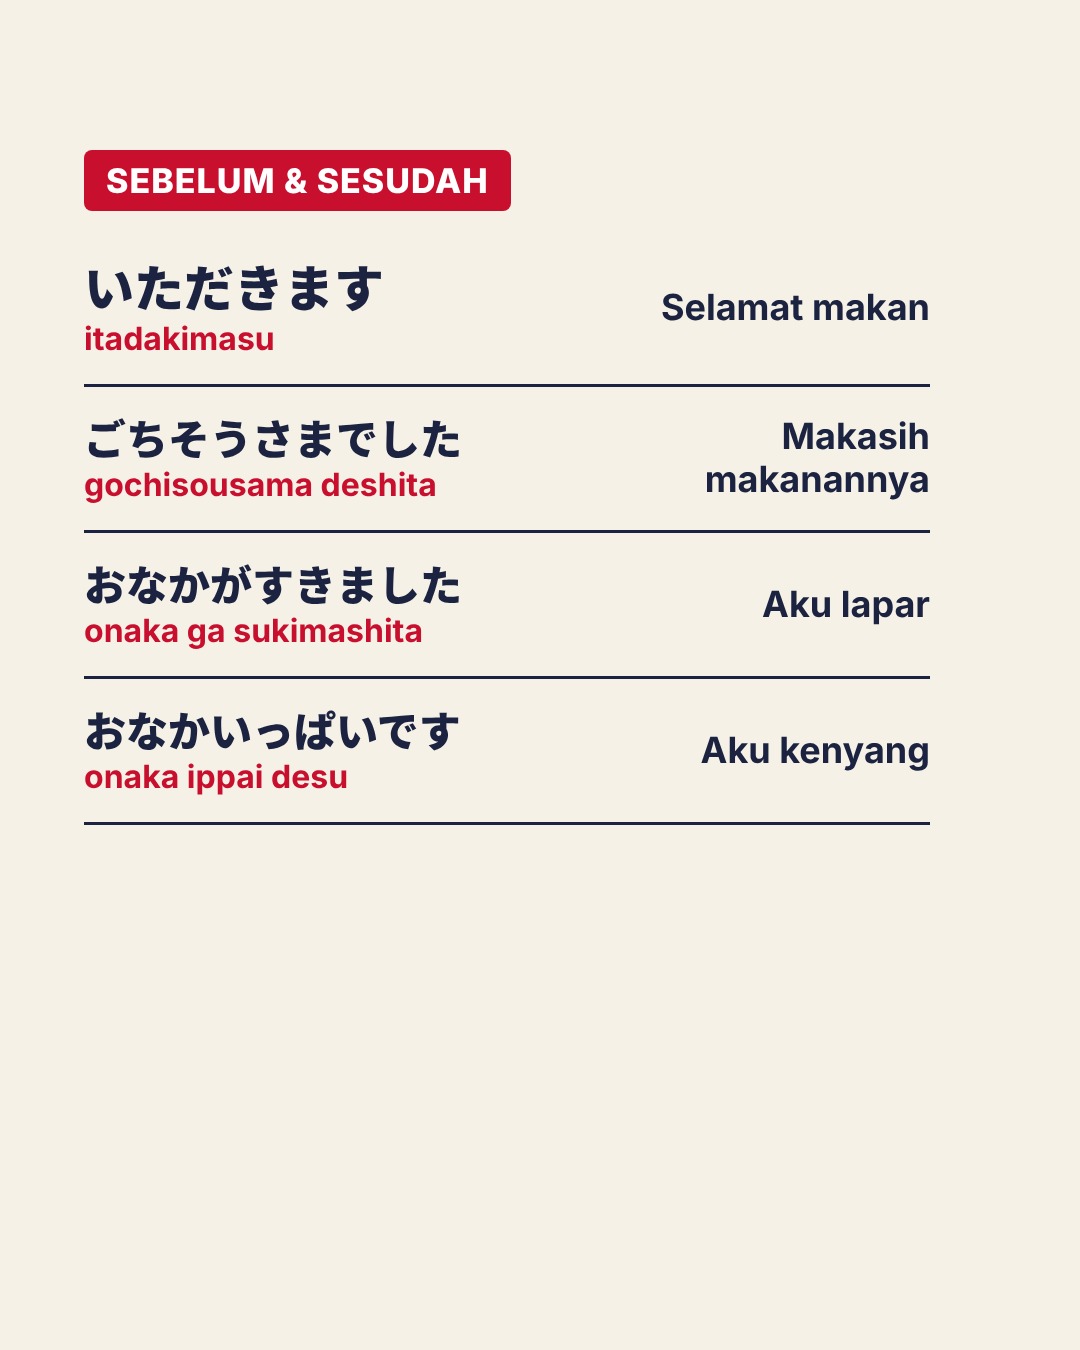 SEBELUM & SESUDAH
いただきます
itadakimasu
Selamat makan
ごちそうさまでした
gochisousama deshita
Makasih
makanannya
おなかがすきました
onaka ga sukimashita
Aku lapar
おなかいっぱいです
onaka ippai desu
Aku kenyang